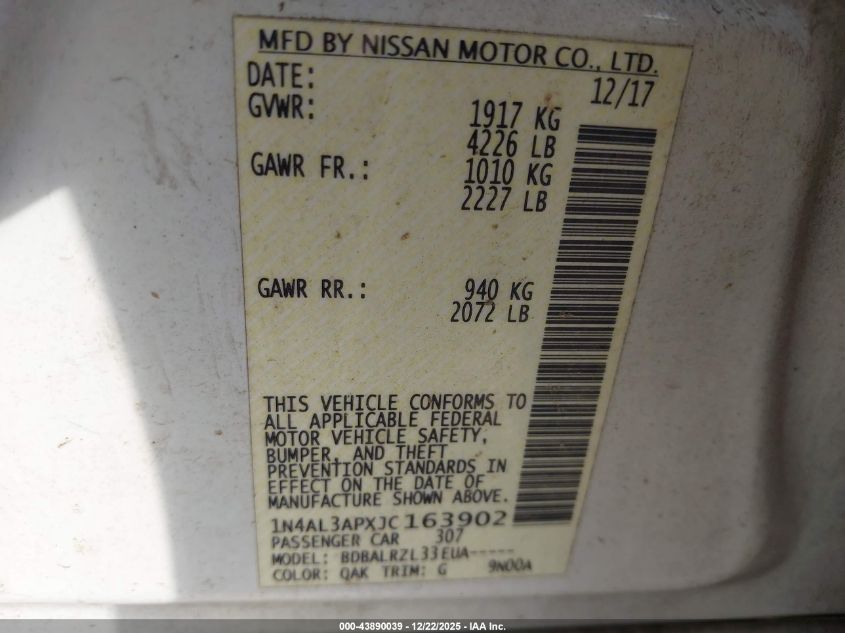 MFD BY NISSAN MOTOR CO., LTD.
DATE: 12/17
GVWR: 1917 KG
4226 LB
GAWR FR.: 1010 KG
2227 LB
GAWR RR.: 940 KG
2072 LB
THIS VEHICLE CONFORMS TO
ALL APPLICABLE FEDERAL
MOTOR VEHICLE SAFETY,
BUMPER, AND THEFT
PREVENTION STANDARDS IN
EFFECT ON THE DATE OF
MANUFACTURE SHOWN ABOVE.
1N4AL3APXJC163902
PASSENGER CAR 307
MODEL: BDBALRZL33EUA-----
COLOR: QAK TRIM: G 9N00A
000-43890039 - 12/22/2025 - IAA Inc.